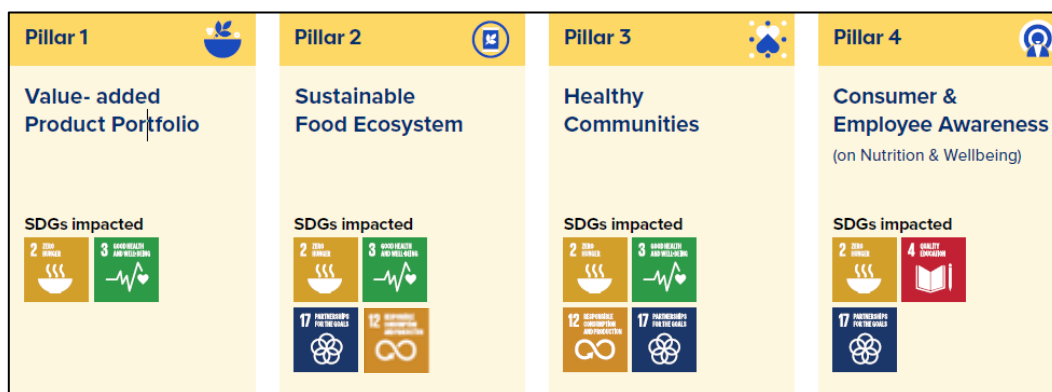 Pillar 1
Value- added
Product Portfolio
SDGs impacted
2 ZERO
HUNGER
3 GOOD HEALTH
AND WELL-BEING
Pillar 2
Sustainable
Food Ecosystem
SDGs impacted
2 ZERO
HUNGER
3 GOOD HEALTH
AND WELL-BEING
17 PARTNERSHIPS
FOR THE GOALS
12 RESPONSIBLE
CONSUMPTION
AND PRODUCTION
Pillar 3
Healthy
Communities
SDGs impacted
2 ZERO
HUNGER
3 GOOD HEALTH
AND WELL-BEING
12 RESPONSIBLE
CONSUMPTION
AND PRODUCTION
17 PARTNERSHIPS
FOR THE GOALS
Pillar 4
Consumer &
Employee Awareness
(on Nutrition & Wellbeing)
SDGs impacted
2 ZERO
HUNGER
4 QUALITY
EDUCATION
17 PARTNERSHIPS
FOR THE GOALS